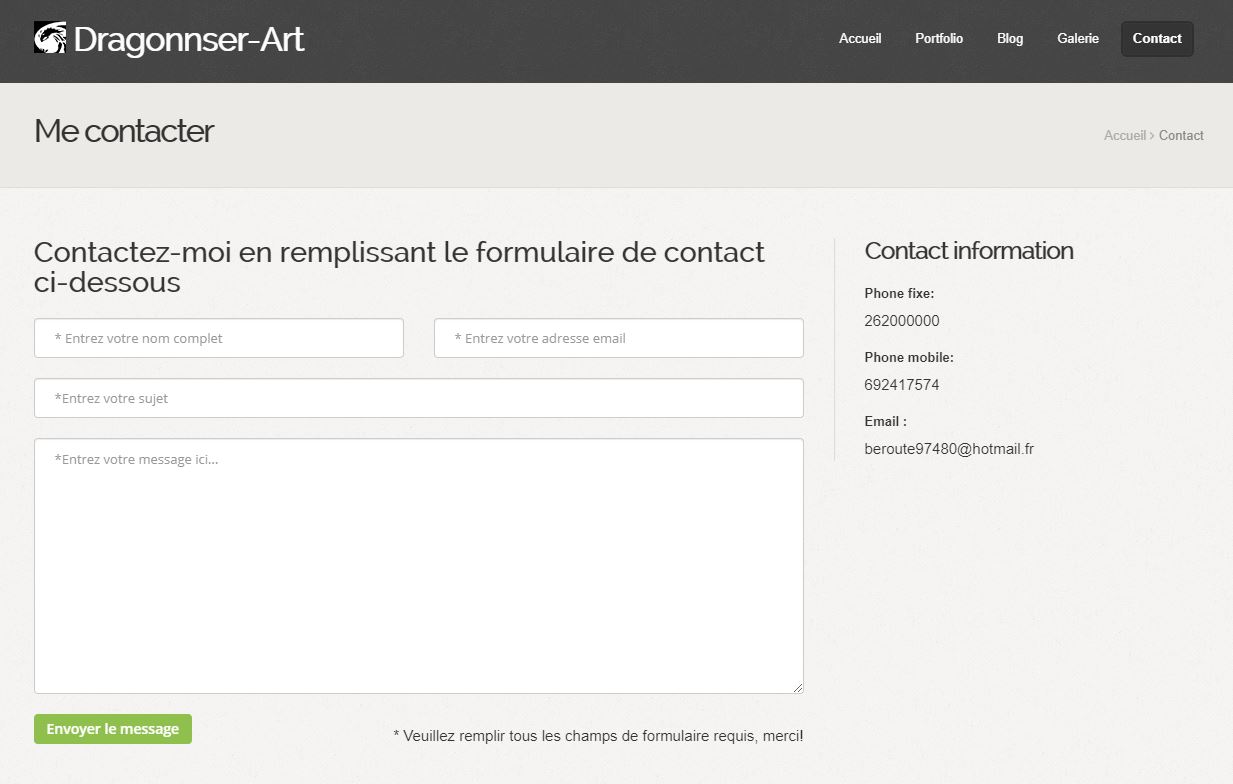 Dragonnser-Art
Accueil
Portfolio
Blog
Galerie
Contact
Me contacter
Accueil > Contact
Contactez-moi en remplissant le formulaire de contact
ci-dessous
* Entrez votre nom complet
* Entrez votre adresse email
*Entrez votre sujet
*Entrez votre message ici...
Envoyer le message
* Veuillez remplir tous les champs de formulaire requis, merci!
Contact information
Phone fixe:
262000000
Phone mobile:
692417574
Email :
beroute97480@hotmail.fr